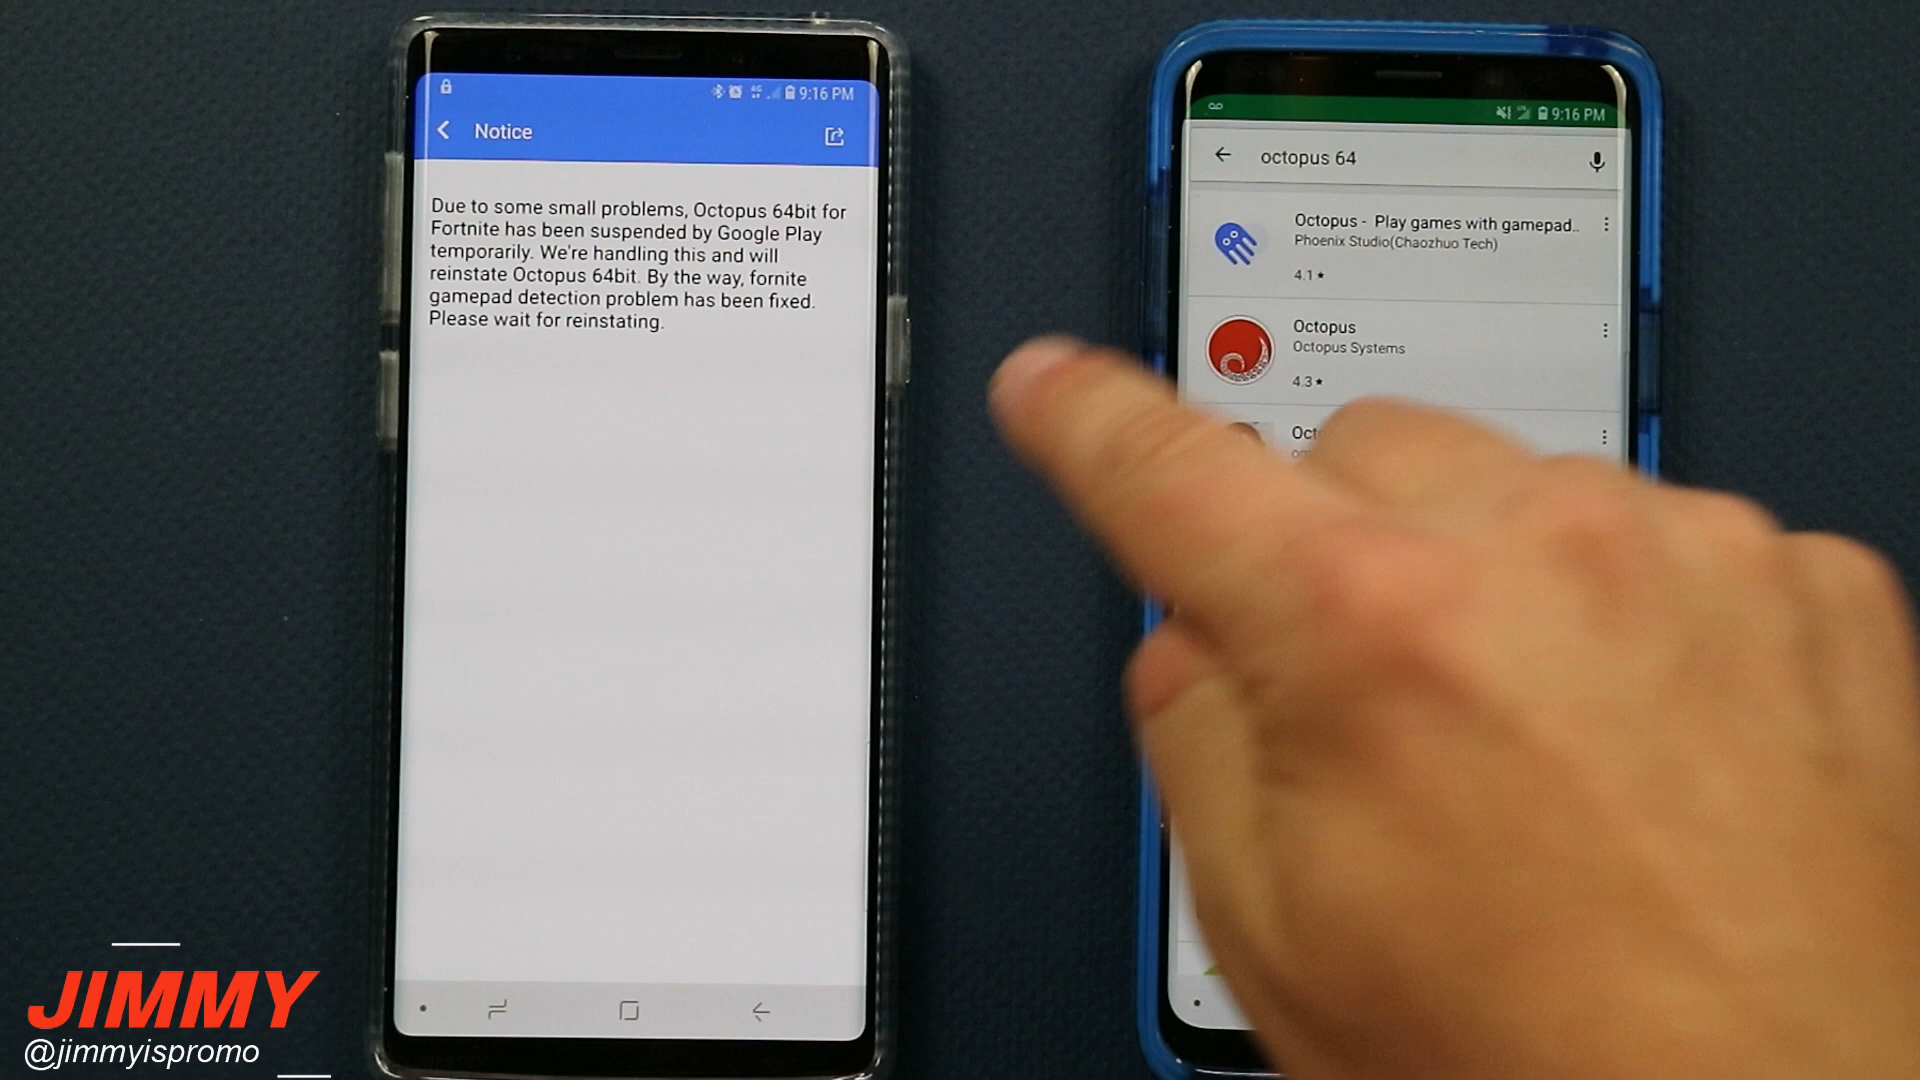 9:16 PM
Notice
Due to some small problems, Octopus 64bit for
Fortnite has been suspended by Google Play
temporarily. We're handling this and will
reinstate Octopus 64bit. By the way, fornite
gamepad detection problem has been fixed.
Please wait for reinstating.
9:16 PM
octopus 64
Octopus - Play games with gamepad..
Phoenix Studio(Chaozhuo Tech)
4.1★
Octopus
Octopus Systems
4.3★
JIMMY
@jimmyispromo